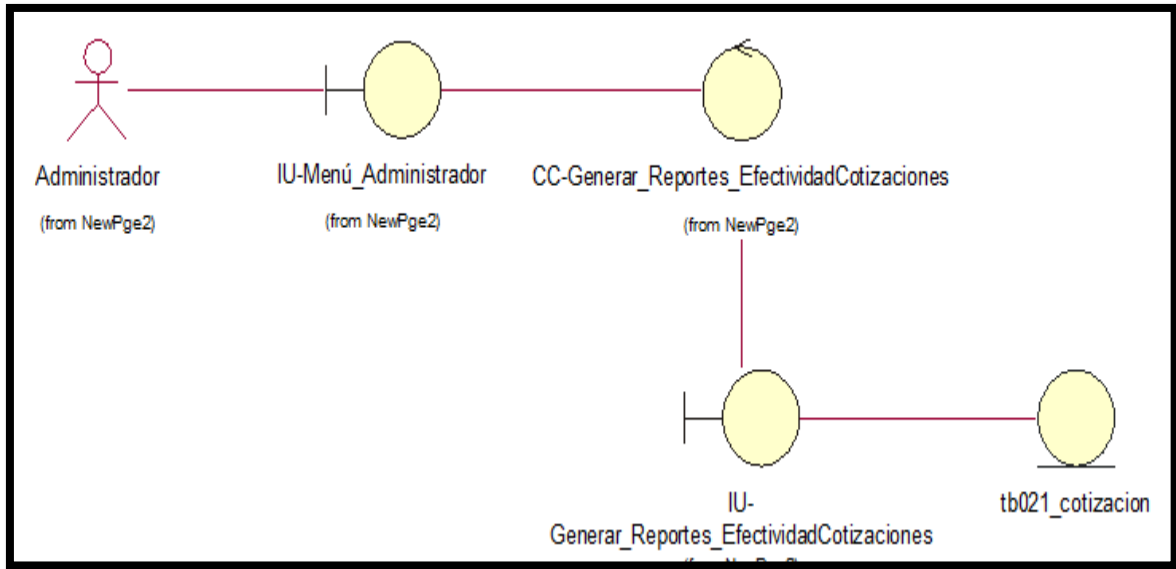 Administrador
(from NewPge2)
IU-Menú_Administrador
(from NewPge2)
CC-Generar_Reportes_EfectividadCotizaciones
(from NewPge2)
IU-
Generar_Reportes_EfectividadCotizaciones
tb021_cotizacion